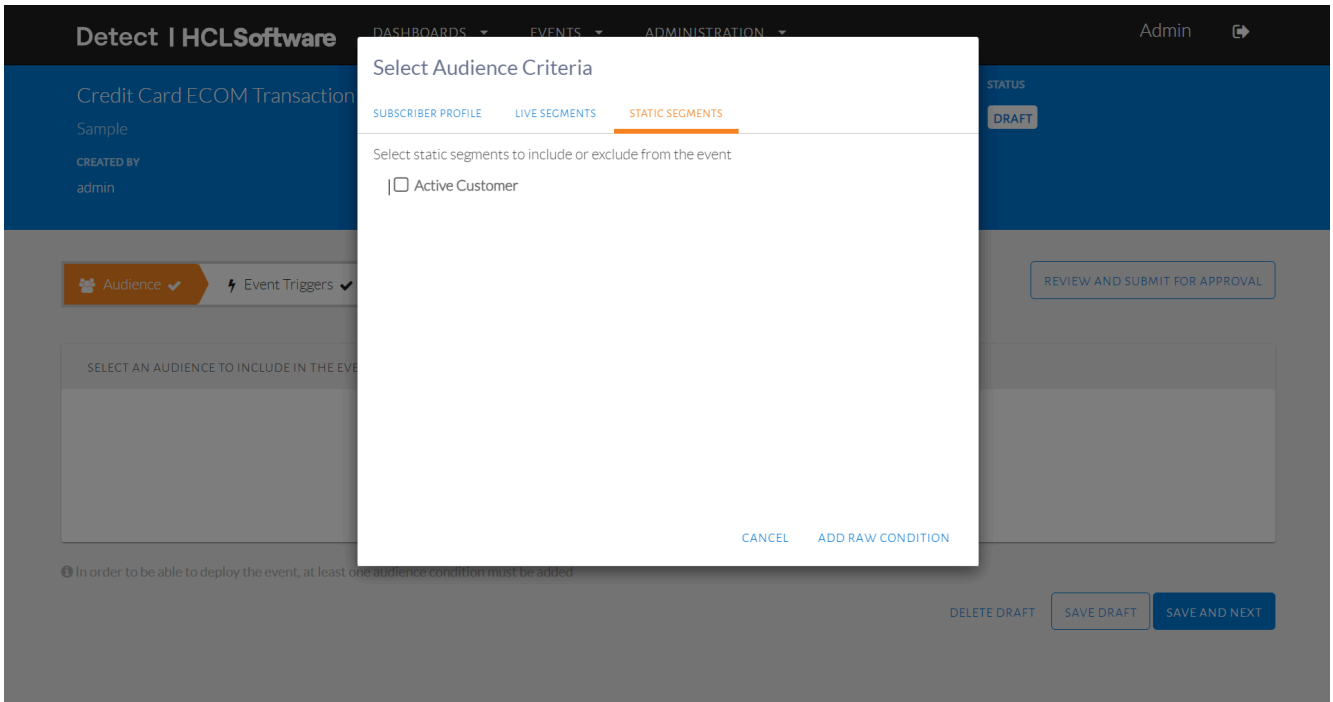 Detect | HCLSoftware
DASHBOARDS EVENTS ADMINISTRATION
Admin
Select Audience Criteria
Credit Card ECOM Transaction
Sample
CREATED BY
admin
STATUS
DRAFT
SUBSCRIBER PROFILE LIVE SEGMENTS STATIC SEGMENTS
Select static segments to include or exclude from the event
Active Customer
Audience Event Triggers
REVIEW AND SUBMIT FOR APPROVAL
SELECT AN AUDIENCE TO INCLUDE IN THE EVE
CANCEL ADD RAW CONDITION
In order to be able to deploy the event, at least one audience condition must be added
DELETE DRAFT SAVE DRAFT SAVE AND NEXT